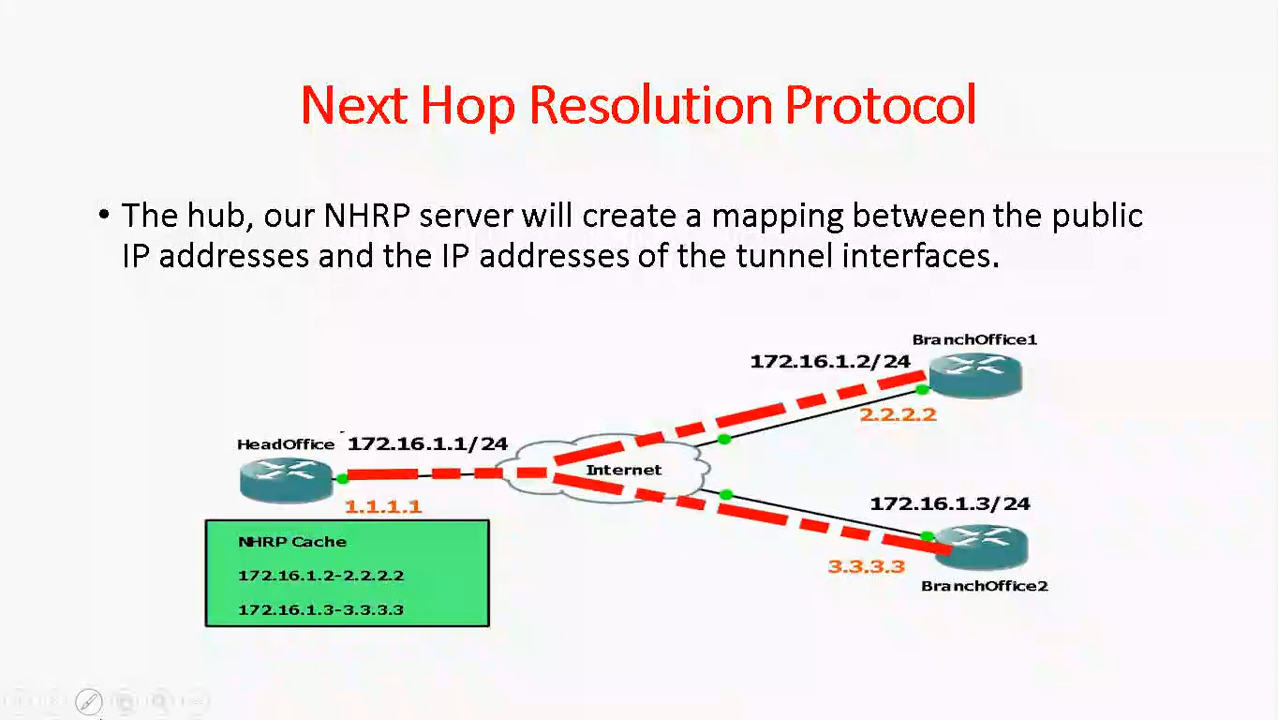 Next Hop Resolution Protocol
• The hub, our NHRP server will create a mapping between the public
IP addresses and the IP addresses of the tunnel interfaces.
BranchOffice1
172.16.1.2/24
2.2.2.2
HeadOffice
172.16.1.1/24
Internet
1.1.1.1
172.16.1.3/24
3.3.3.3
BranchOffice2
NHRP Cache
172.16.1.2-2.2.2.2
172.16.1.3-3.3.3.3